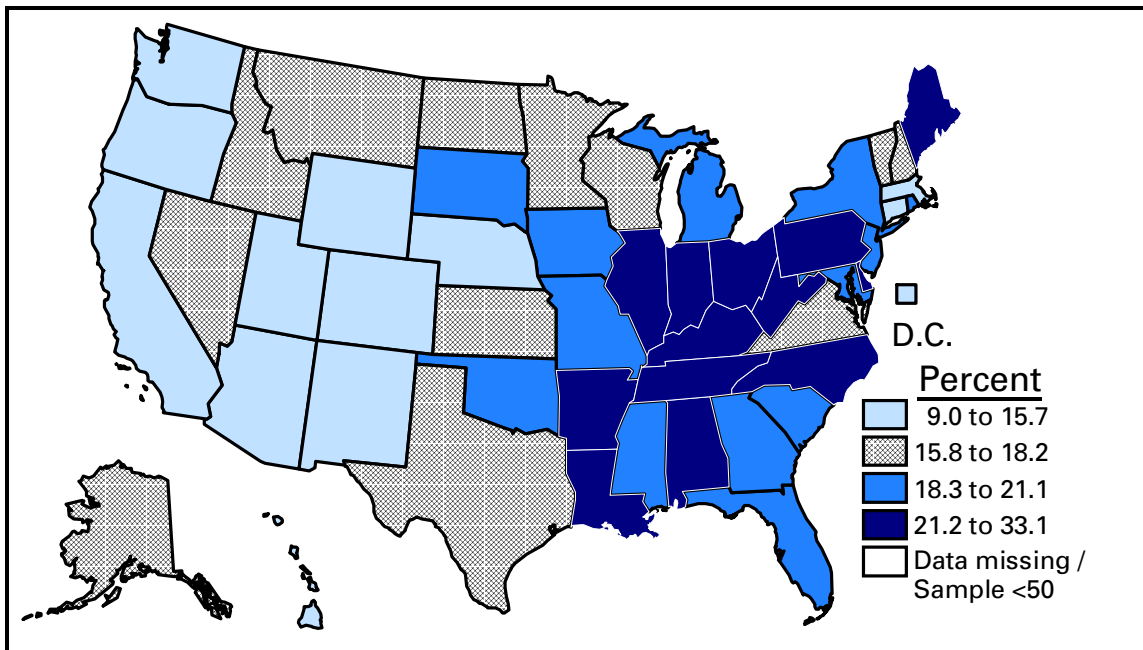 D.C.
Percent
9.0 to 15.7
15.8 to 18.2
18.3 to 21.1
21.2 to 33.1
Data missing /
Sample <50